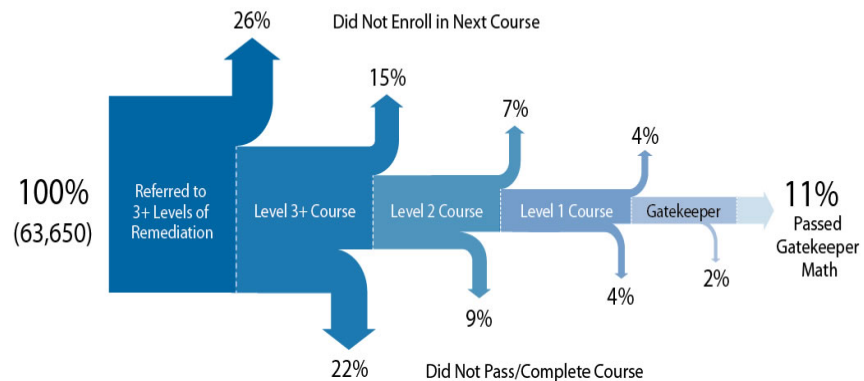 26%
Did Not Enroll in Next Course
15%
7%
4%
100%
(63,650)
Referred to
3+ Levels of
Remediation
Level 3+ Course
Level 2 Course
Level 1 Course
Gatekeeper
11%
Passed
Gatekeeper
Math
22%
9%
4%
2%
Did Not Pass/Complete Course